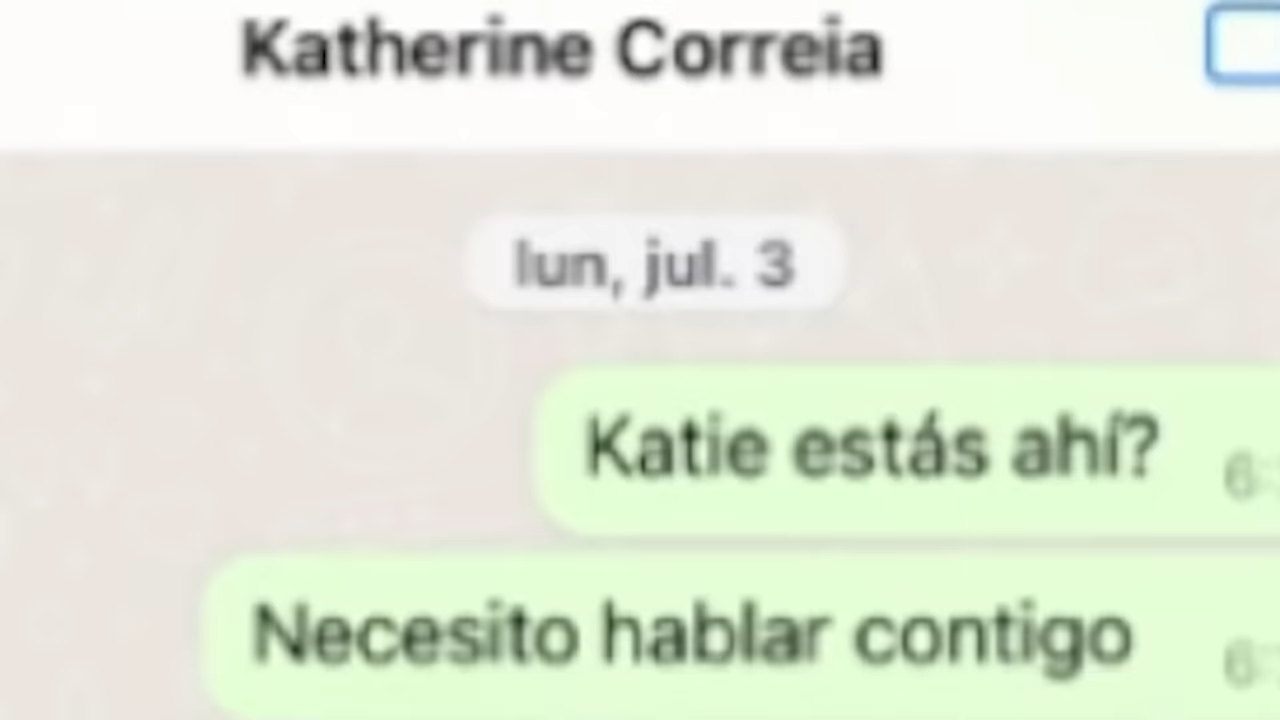 Katherine Correia
lun, jul. 3
Katie estás ahí?
Necesito hablar contigo